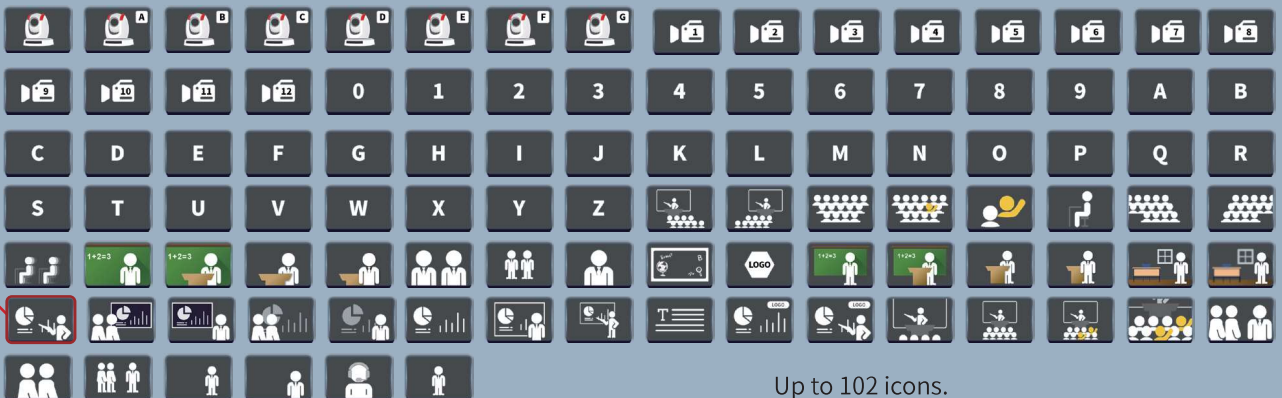 A B C D E F G 1 2 3 4 5 6 7 8
9 10 11 12 0 1 2 3 4 5 6 7 8 9 A B
C D E F G H I J K L M N O P Q R
S T U V W X Y Z
1+2=3 1+2=3 B LOGO 1+2=3 1+2=3
T LOGO LOGO
Up to 102 icons.